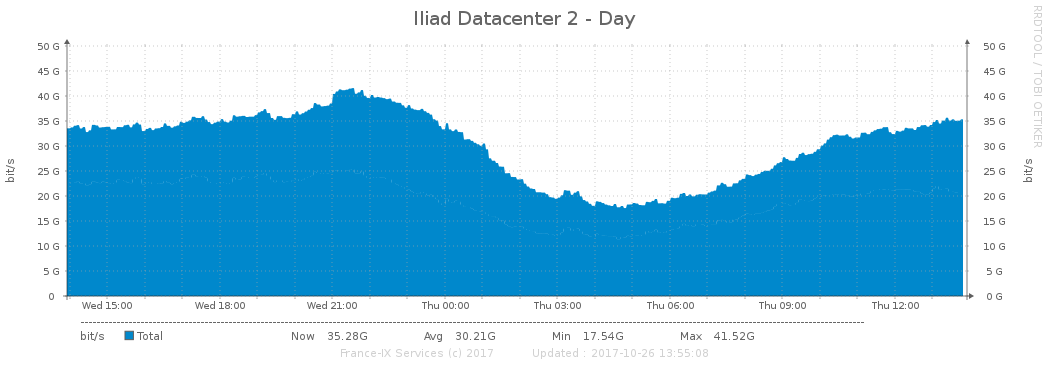 Iliad Datacenter 2 - Day
RRDTOOL / TOBI OETIKER
50 G 50 G
45 G 45 G
40 G 40 G
35 G 35 G
30 G 30 G
25 G 25 G
20 G 20 G
15 G 15 G
10 G 10 G
5 G 5 G
0 0 G
bit/s bit/s
Wed 15:00 Wed 18:00 Wed 21:00 Thu 00:00 Thu 03:00 Thu 06:00 Thu 09:00 Thu 12:00
bit/s Total Now 35.28G Avg 30.21G Min 17.54G Max 41.52G
France-IX Services (c) 2017 Updated : 2017-10-26 13:55:08